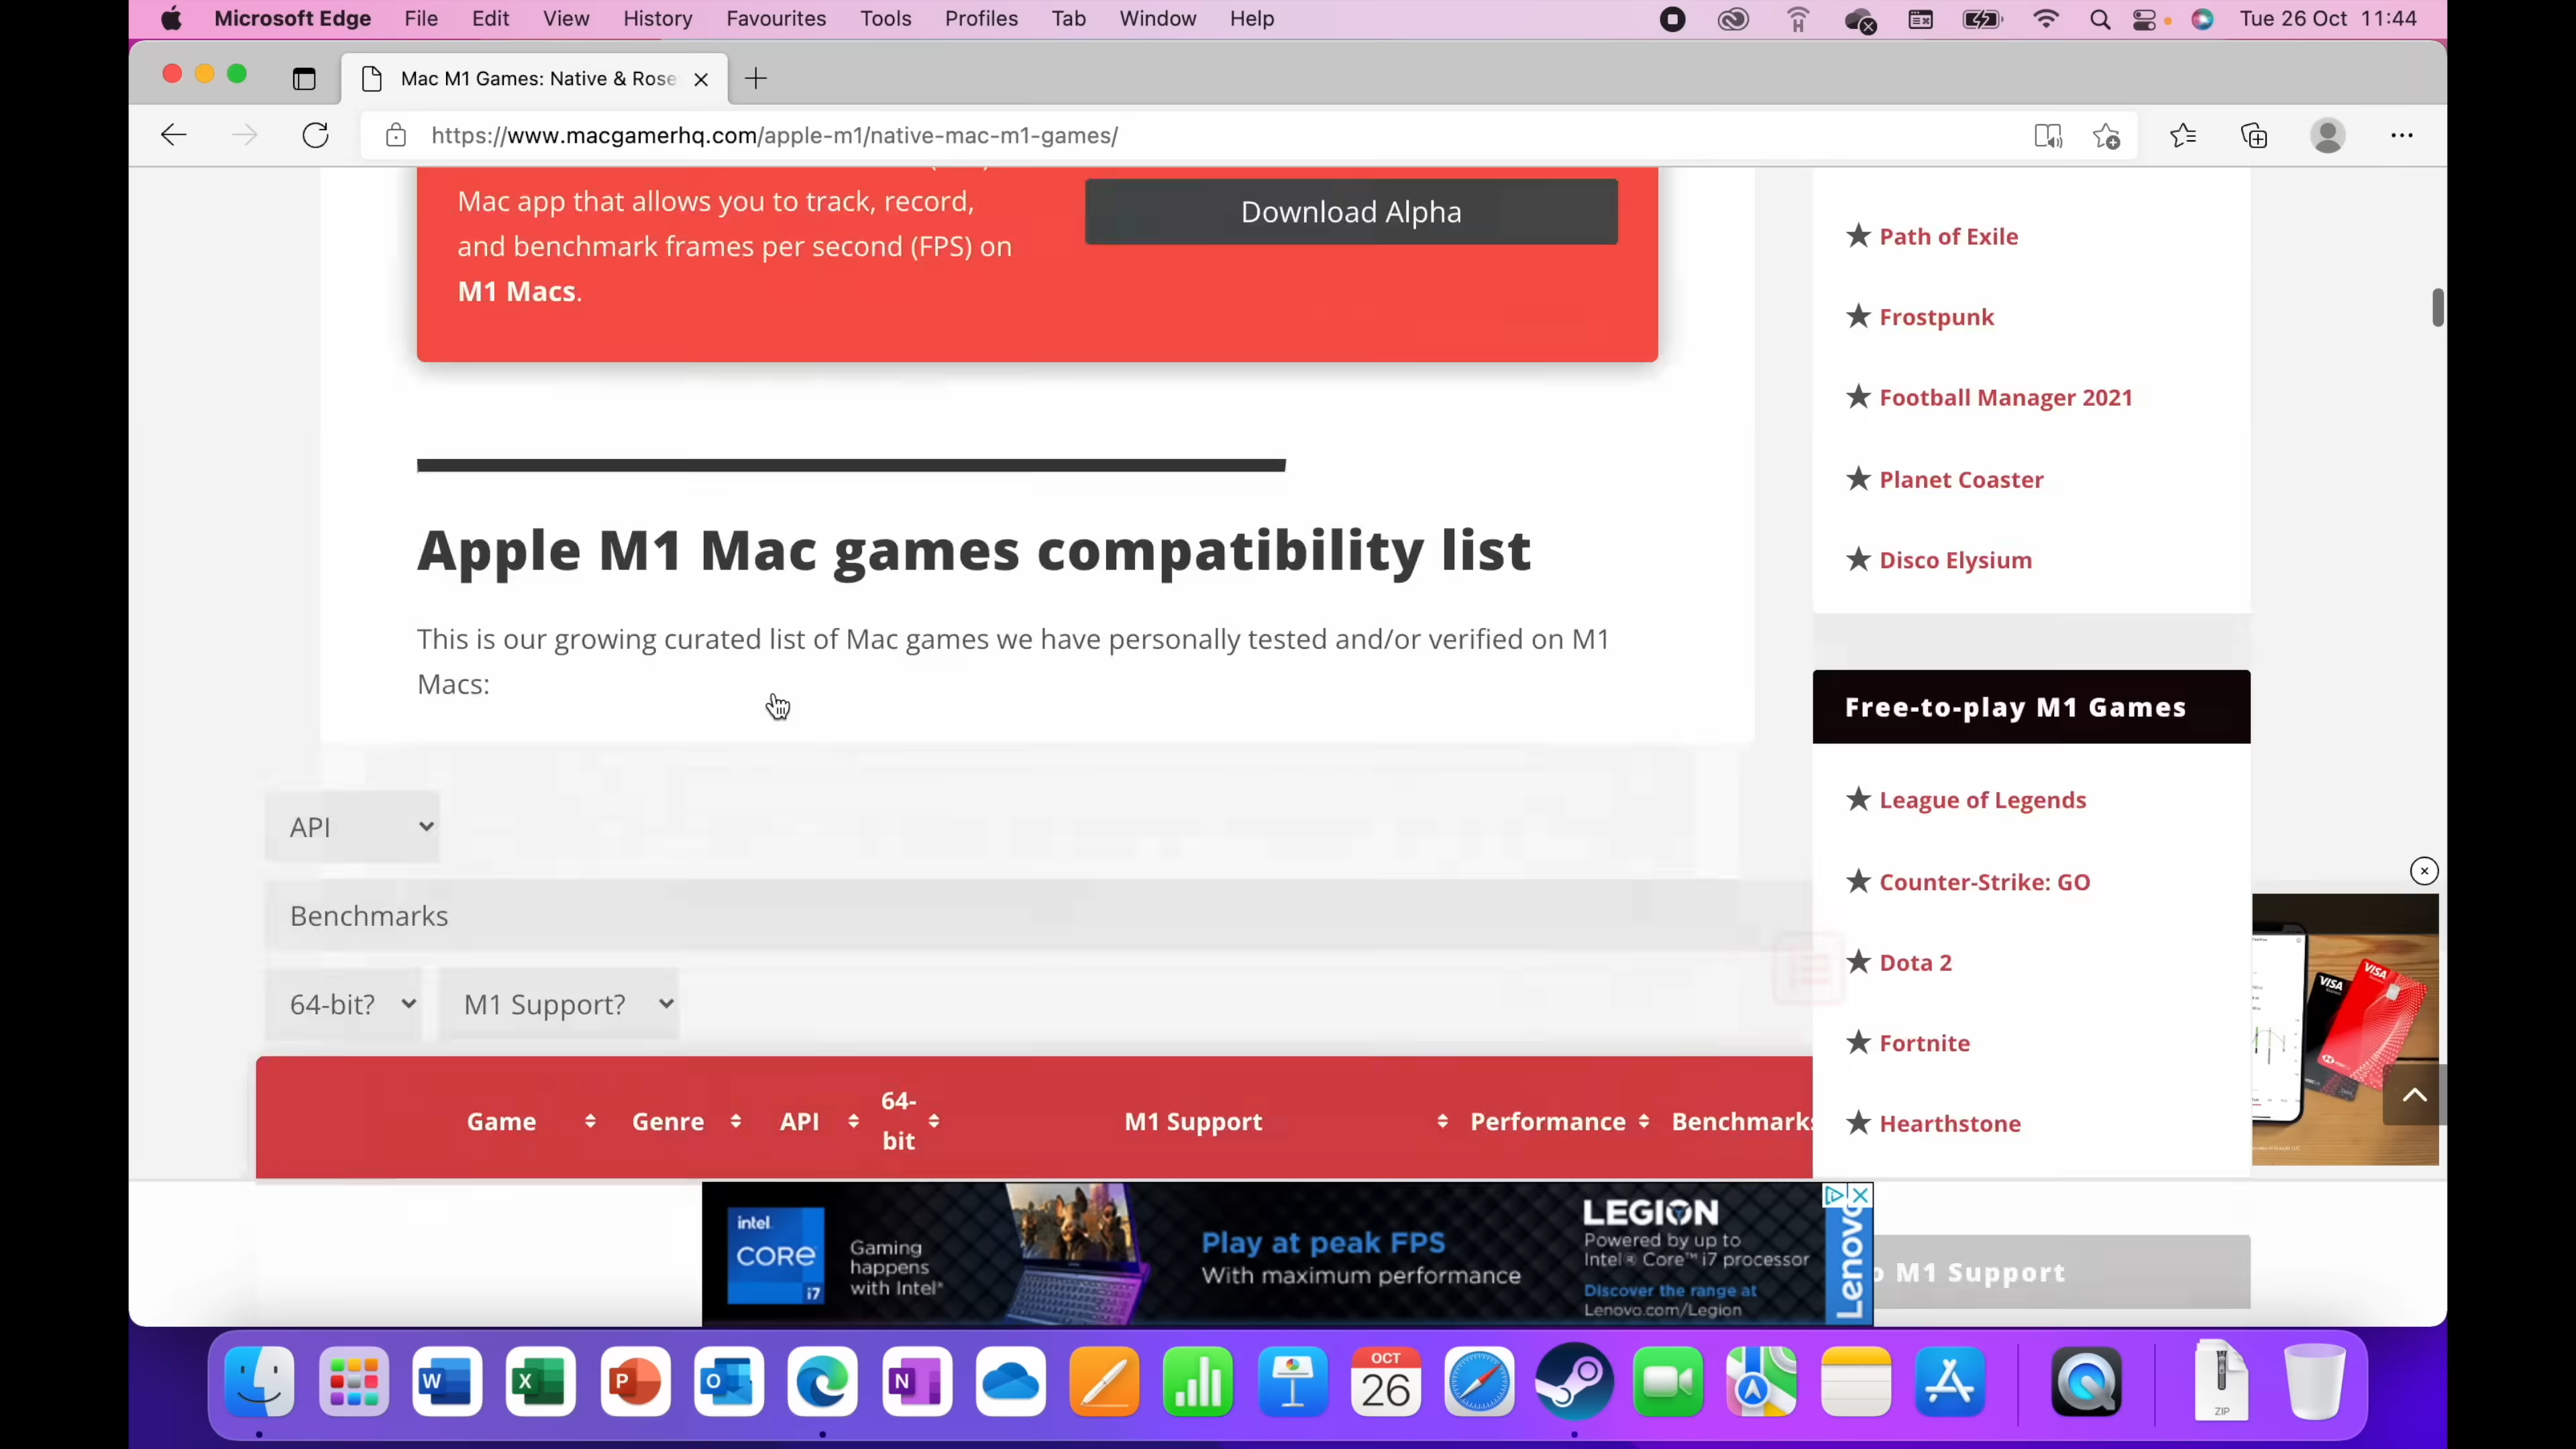 Microsoft Edge File Edit View History Favourites Tools Profiles Tab Window Help Tue 26 Oct 11:44
Mac M1 Games: Native & Rose
https://www.macgamerhq.com/apple-m1/native-mac-m1-games/
Mac app that allows you to track, record,
and benchmark frames per second (FPS) on
M1 Macs.
Download Alpha
Apple M1 Mac games compatibility list
This is our growing curated list of Mac games we have personally tested and/or verified on M1
Macs:
API
Benchmarks
64-bit? M1 Support?
Game Genre API 64-
bit M1 Support Performance Benchmarks
Path of Exile
Frostpunk
Football Manager 2021
Planet Coaster
Disco Elysium
Free-to-play M1 Games
League of Legends
Counter-Strike: GO
Dota 2
Fortnite
Hearthstone
M1 Support
VISA
VISA
intel
CORE
i7
Gaming
happens
with Intel®
Play at peak FPS
With maximum performance
LEGION
Powered by up to
Intel® Core™ i7 processor
Discover the range at
Lenovo.com/Legion
Lenovo
W X P O N
OCT
26
ZIP